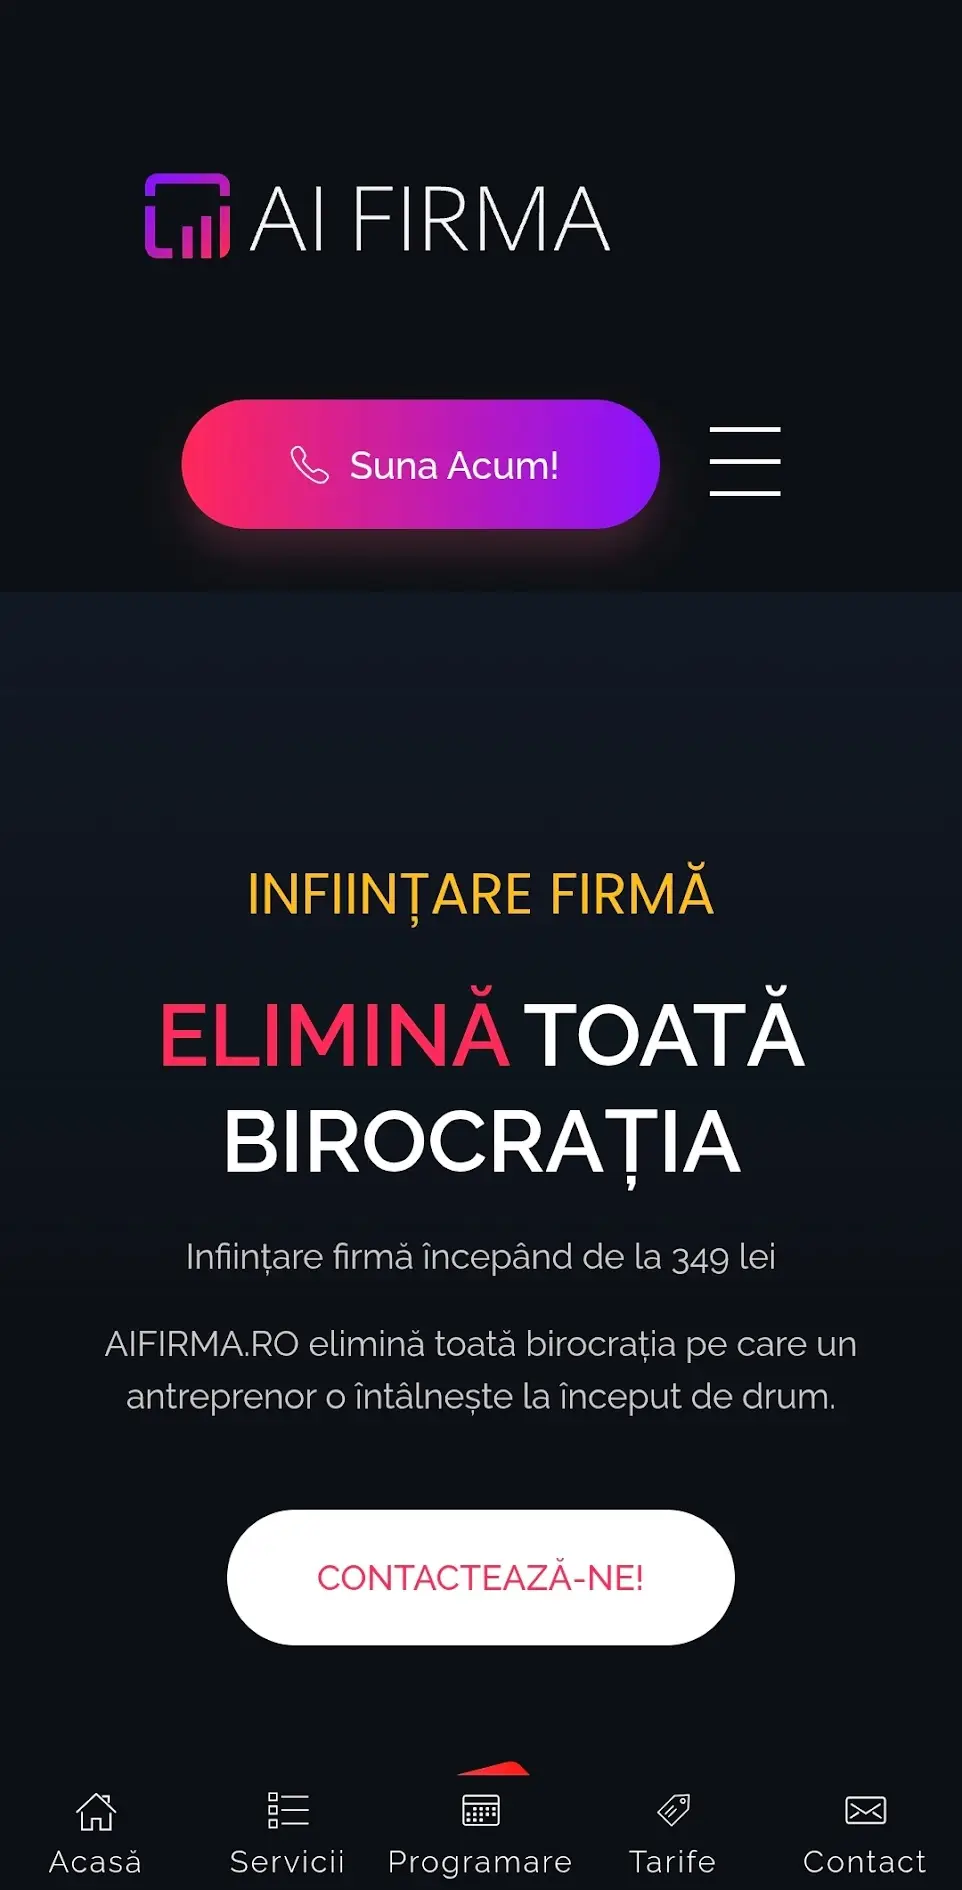 AI FIRMA
Suna Acum!
INFIINȚARE FIRMĂ
ELIMINĂ TOATĂ
BIROCRAȚIA
Inființare firmă începând de la 349 lei
AIFIRMA.RO elimină toată birocrația pe care un
antreprenor o întâlnește la început de drum.
CONTACTEAZĂ-NE!
Acasă
Servicii
Programare
Tarife
Contact